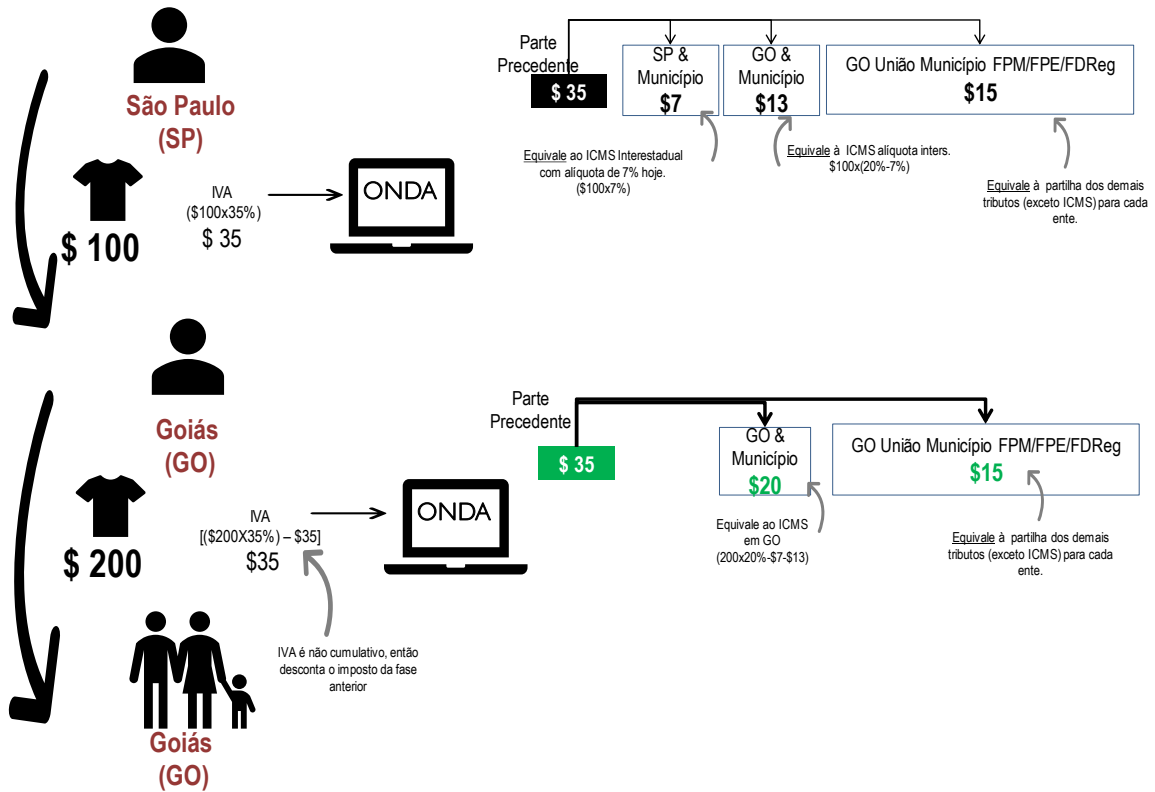 São Paulo
(SP)
$ 100
IVA
($100x35%)
$ 35
ONDA
Parte
Precedente
$ 35
SP &
Município
$7
GO &
Município
$13
GO União Município FPM/FPE/FDReg
$15
Equivale ao ICMS Interestadual
com alíquota de 7% hoje.
($100x7%)
Equivale à ICMS alíquota inters.
$100x(20%-7%)
Equivale à partilha dos demais
tributos (exceto ICMS) para cada
ente.
Goiás
(GO)
$ 200
IVA
[($200X35%) – $35]
$35
ONDA
IVA é não cumulativo, então
desconta o imposto da fase
anterior
Parte
Precedente
$ 35
GO &
Município
$20
GO União Município FPM/FPE/FDReg
$15
Equivale ao ICMS
em GO
(200x20%-$7-$13)
Equivale à partilha dos demais
tributos (exceto ICMS) para cada
ente.
Goiás
(GO)